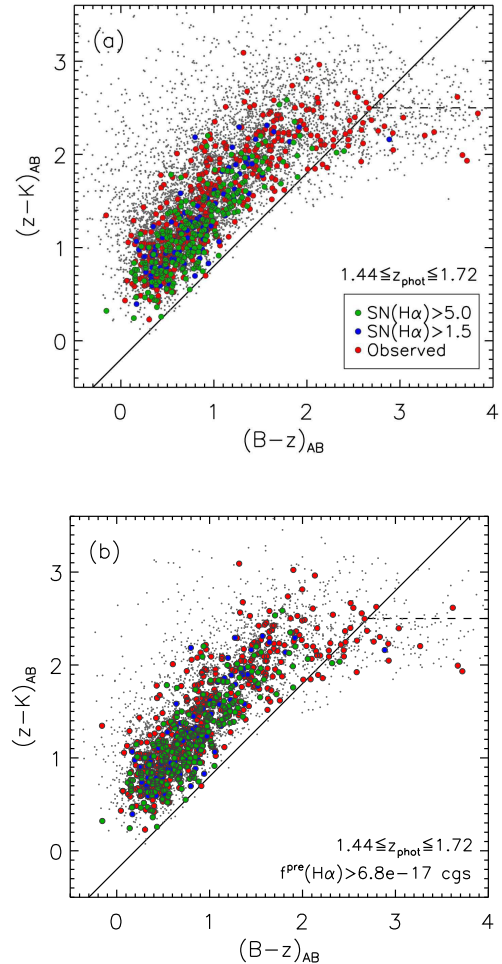 (a)
3
2
1
0
(z−K)AB
1.44≦zphot≦1.72
SN(Hα)>5.0
SN(Hα)>1.5
Observed
0 1 2 3 4
(B−z)AB
(b)
3
2
1
0
(z−K)AB
1.44≦zphot≦1.72
fpre(Hα)>6.8e−17 cgs
0 1 2 3 4
(B−z)AB